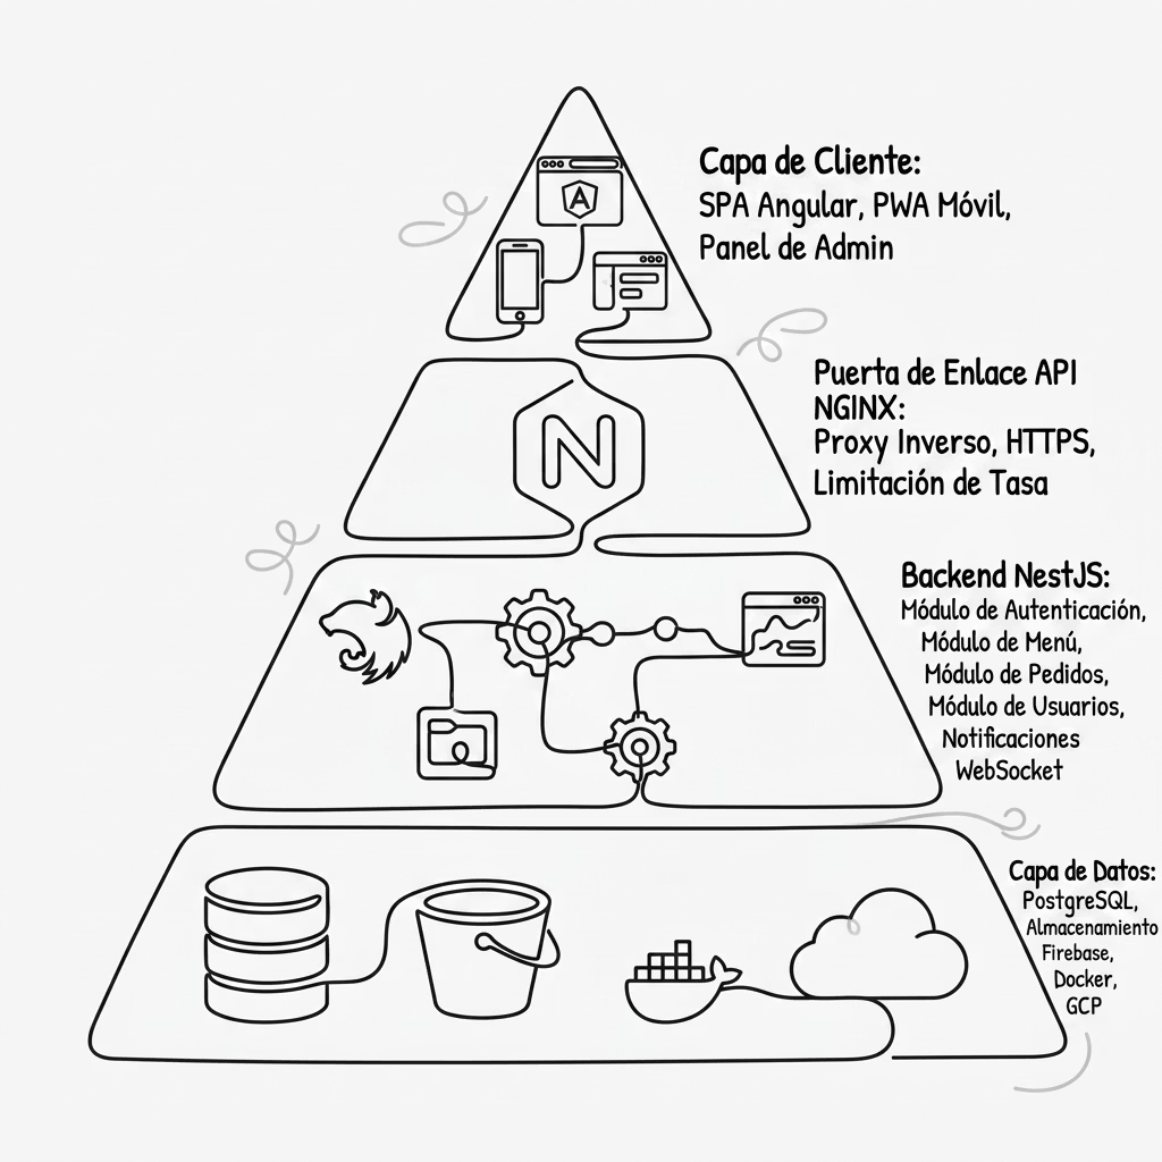 A
Capa de Cliente:
SPA Angular, PWA Móvil,
Panel de Admin
Puerta de Enlace API
NGINX:
Proxy Inverso, HTTPS,
Limitación de Tasa
N
Backend NestJS:
Módulo de Autenticación,
Módulo de Menú,
Módulo de Pedidos,
Módulo de Usuarios,
Notificaciones
WebSocket
Capa de Datos:
PostgreSQL,
Almacenamiento
Firebase,
Docker,
GCP